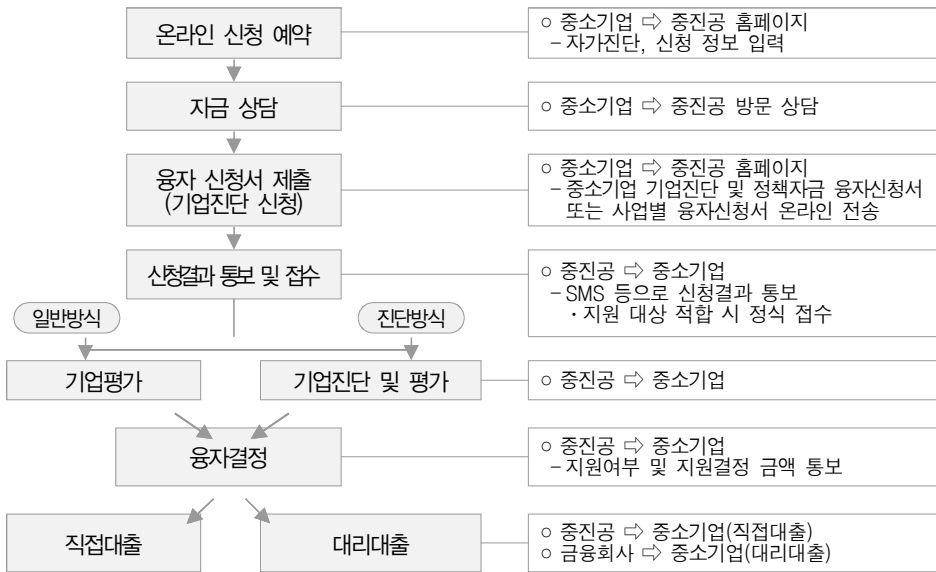 온라인 신청 예약
○ 중소기업 ⇨ 중진공 홈페이지
– 자가진단, 신청 정보 입력
자금 상담
○ 중소기업 ⇨ 중진공 방문 상담
융자 신청서 제출
(기업진단 신청)
○ 중소기업 ⇨ 중진공 홈페이지
– 중소기업 기업진단 및 정책자금 융자신청서
또는 사업별 융자신청서 온라인 전송
신청결과 통보 및 접수
○ 중진공 ⇨ 중소기업
– SMS 등으로 신청결과 통보
· 지원 대상 적합 시 정식 접수
일반방식
진단방식
기업평가
기업진단 및 평가
○ 중진공 ⇨ 중소기업
융자결정
○ 중진공 ⇨ 중소기업
– 지원여부 및 지원결정 금액 통보
직접대출
대리대출
○ 중진공 ⇨ 중소기업(직접대출)
○ 금융회사 ⇨ 중소기업(대리대출)